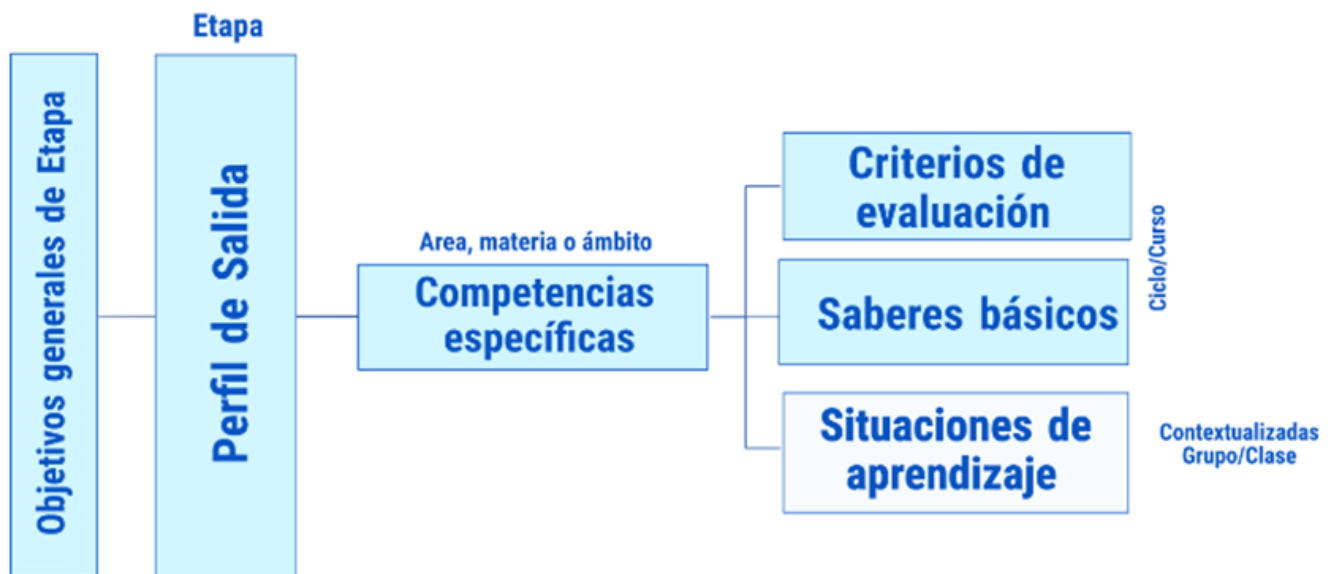 Etapa
Objetivos generales de Etapa
Perfil de Salida
Area, materia o ámbito
Competencias
específicas
Criterios de
evaluación
Saberes básicos
Ciclo/Curso
Situaciones de
aprendizaje
Contextualizadas
Grupo/Clase